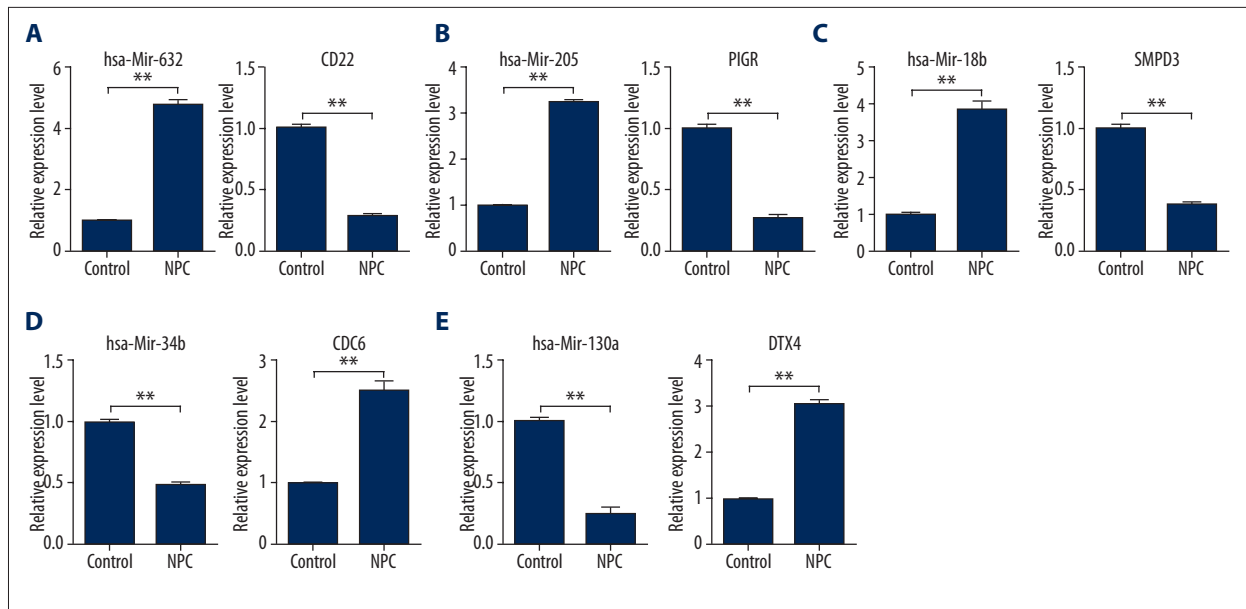 A
hsa-Mir-632
Relative expression level
6
4
2
0
**
Control
NPC
CD22
Relative expression level
1.5
1.0
0.5
0.0
**
Control
NPC
B
hsa-Mir-205
Relative expression level
4
3
2
1
0
**
Control
NPC
PIGR
Relative expression level
1.5
1.0
0.5
0.0
**
Control
NPC
C
hsa-Mir-18b
Relative expression level
5
4
3
2
1
0
**
Control
NPC
SMPD3
Relative expression level
1.5
1.0
0.5
0.0
**
Control
NPC
D
hsa-Mir-34b
Relative expression level
1.5
1.0
0.5
0.0
**
Control
NPC
CDC6
Relative expression level
3
2
1
0
**
Control
NPC
E
hsa-Mir-130a
Relative expression level
1.5
1.0
0.5
0.0
**
Control
NPC
DTX4
Relative expression level
4
3
2
1
0
**
Control
NPC